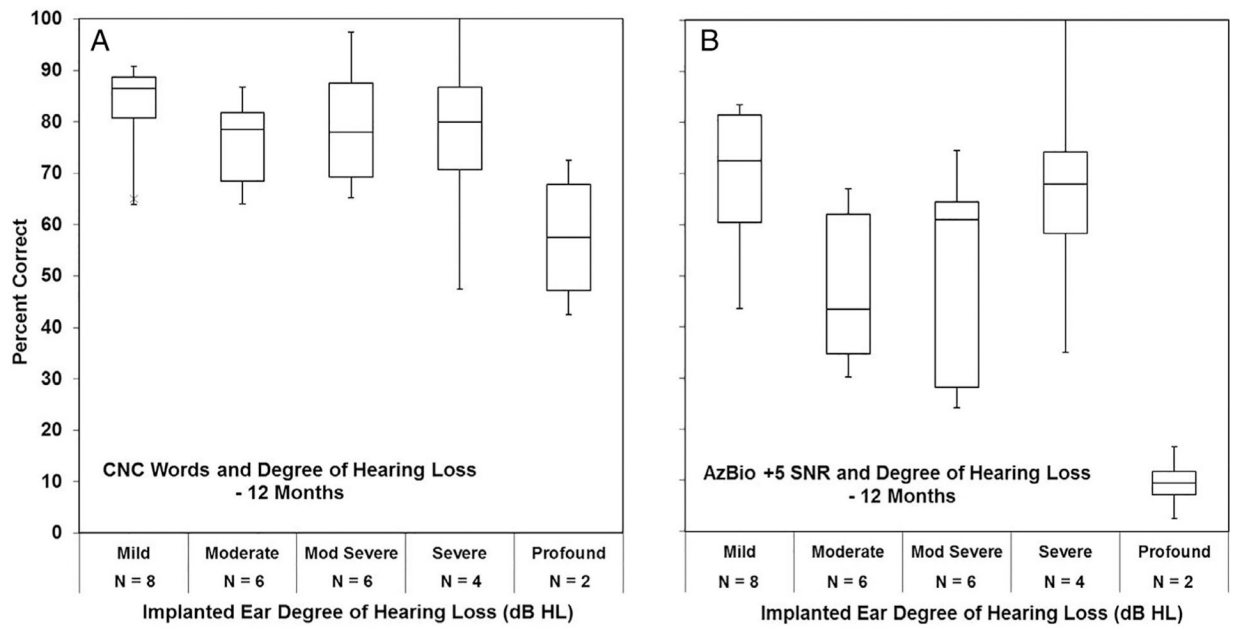 A
100
90
80
70
60
50
40
30
20
10
0
Percent Correct
CNC Words and Degree of Hearing Loss
- 12 Months
Mild Moderate Mod Severe Severe Profound
N = 8 N = 6 N = 6 N = 4 N = 2
Implanted Ear Degree of Hearing Loss (dB HL)
B
AzBio +5 SNR and Degree of Hearing Loss
- 12 Months
Mild Moderate Mod Severe Severe Profound
N = 8 N = 6 N = 6 N = 4 N = 2
Implanted Ear Degree of Hearing Loss (dB HL)